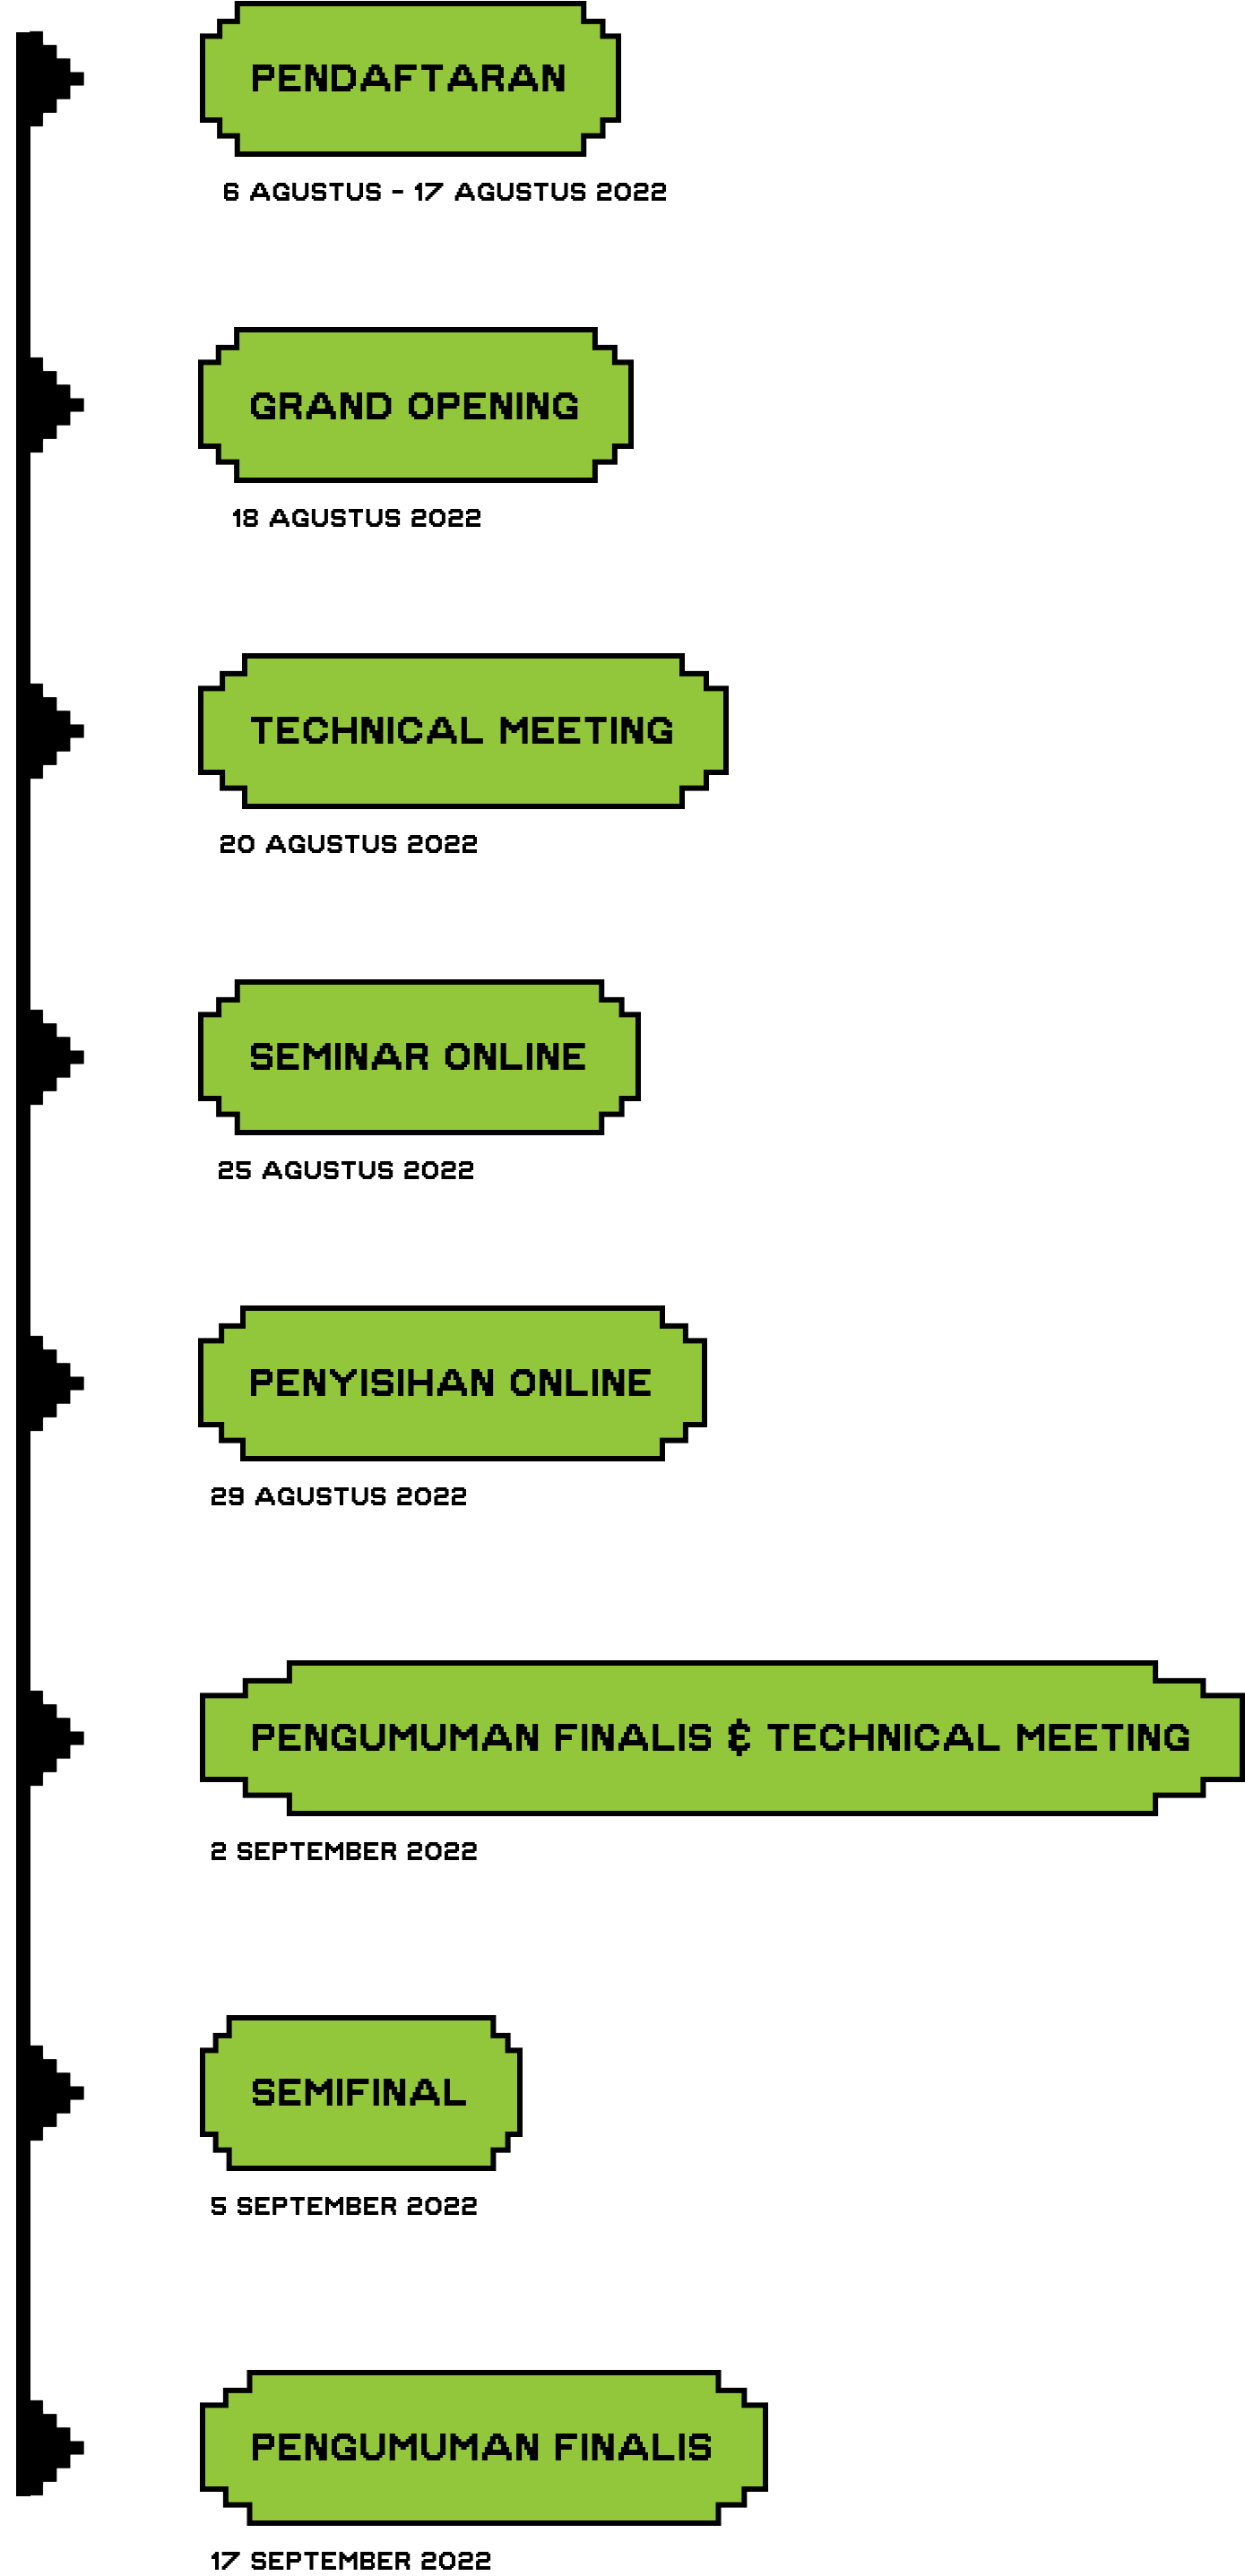 PENDAFTARAN
6 AGUSTUS - 17 AGUSTUS 2022
GRAND OPENING
18 AGUSTUS 2022
TECHNICAL MEETING
20 AGUSTUS 2022
SEMINAR ONLINE
25 AGUSTUS 2022
PENYISIHAN ONLINE
29 AGUSTUS 2022
PENGUMUMAN FINALIS & TECHNICAL MEETING
2 SEPTEMBER 2022
SEMIFINAL
5 SEPTEMBER 2022
PENGUMUMAN FINALIS
17 SEPTEMBER 2022